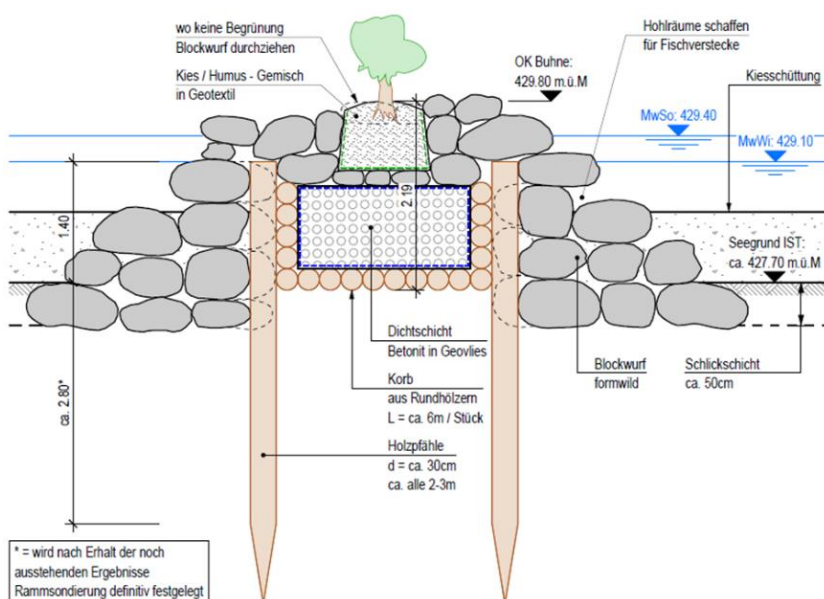 wo keine Begrünung
Blockwurf durchziehen
Kies / Humus - Gemisch
in Geotextil
OK Buhne:
429.80 m.ü.M
Hohlräume schaffen
für Fischverstecke
Kiesschüttung
MwSo: 429.40
MwWi: 429.10
2.19
1.40
Seegrund IST:
ca. 427.70 m.ü.M
Dichtschicht
Betonit in Geovlies
Blockwurf
formwild
Schlickschicht
ca. 50cm
Korb
aus Rundhölzern
L = ca. 6m / Stück
ca. 2.80*
Holzpfähle
d = ca. 30cm
ca. alle 2-3m
* = wird nach Erhalt der noch
ausstehenden Ergebnisse
Rammsondierung definitiv festgelegt